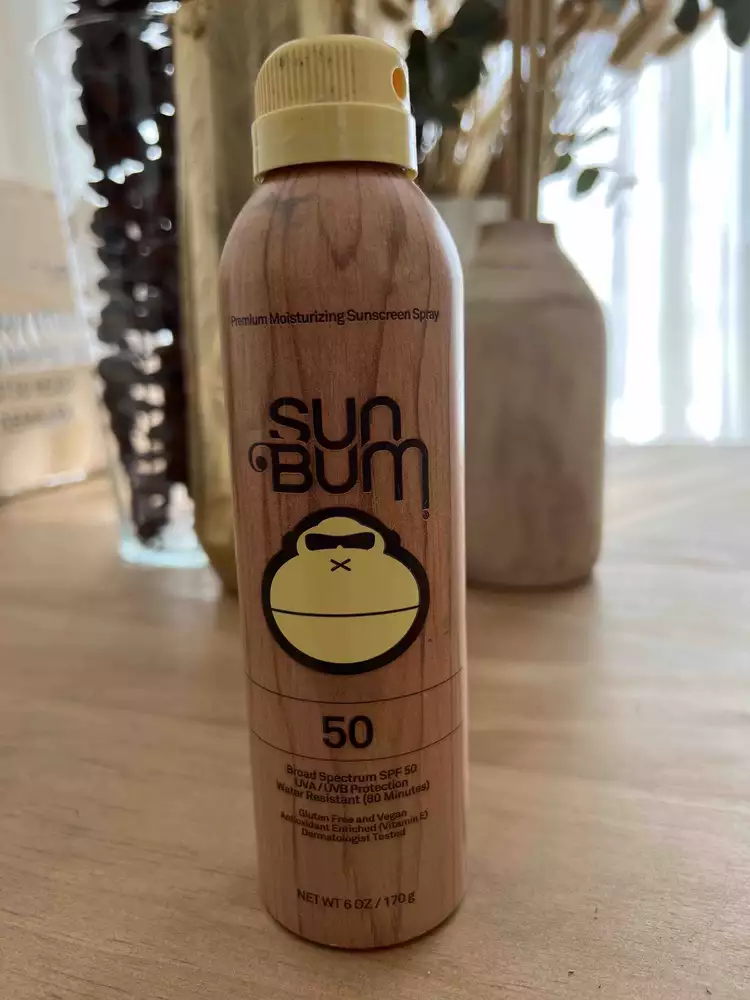 Premium Moisturizing Sunscreen Spray
SUN
BUM
®
50
Broad Spectrum SPF 50
UVA / UVB Protection
Water Resistant (80 Minutes)
Gluten Free and Vegan
Antioxidant Enriched (Vitamin E)
Dermatologist Tested
NET WT 6 OZ / 170 g